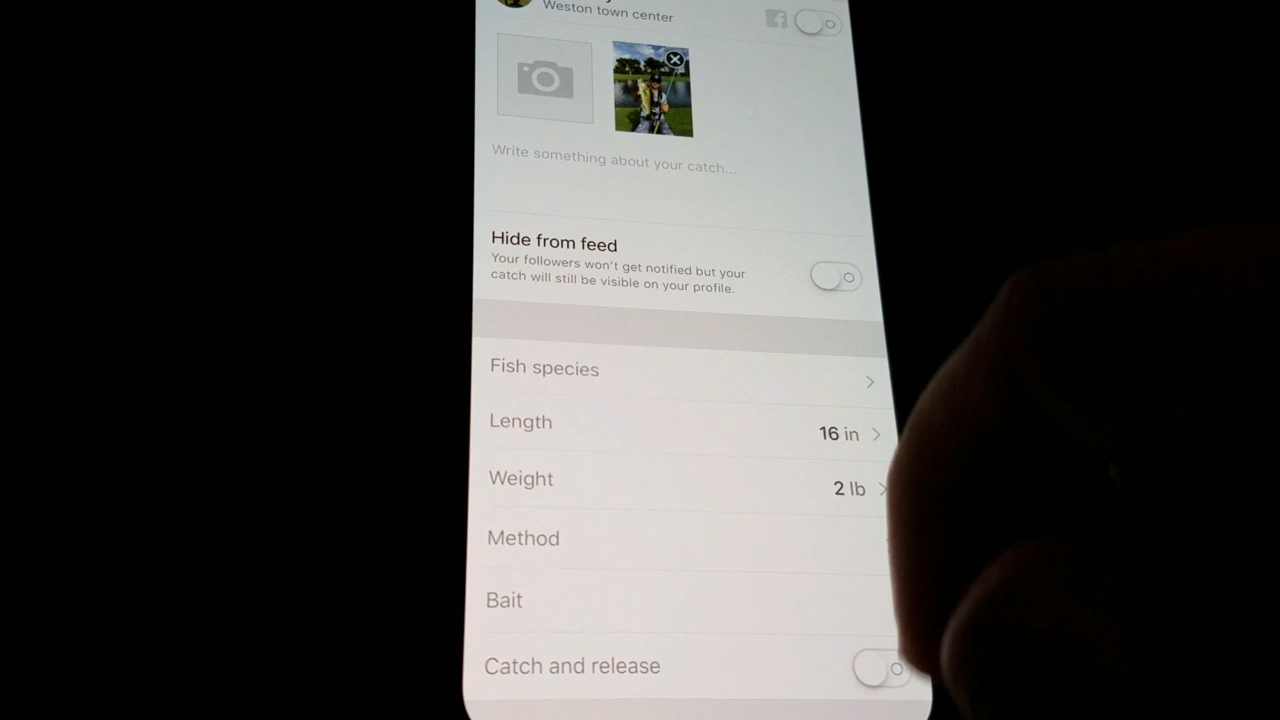 Weston town center
Write something about your catch...
Hide from feed
Your followers won't get notified but your
catch will still be visible on your profile.
Fish species
Length
16 in
Weight
2 lb
Method
Bait
Catch and release